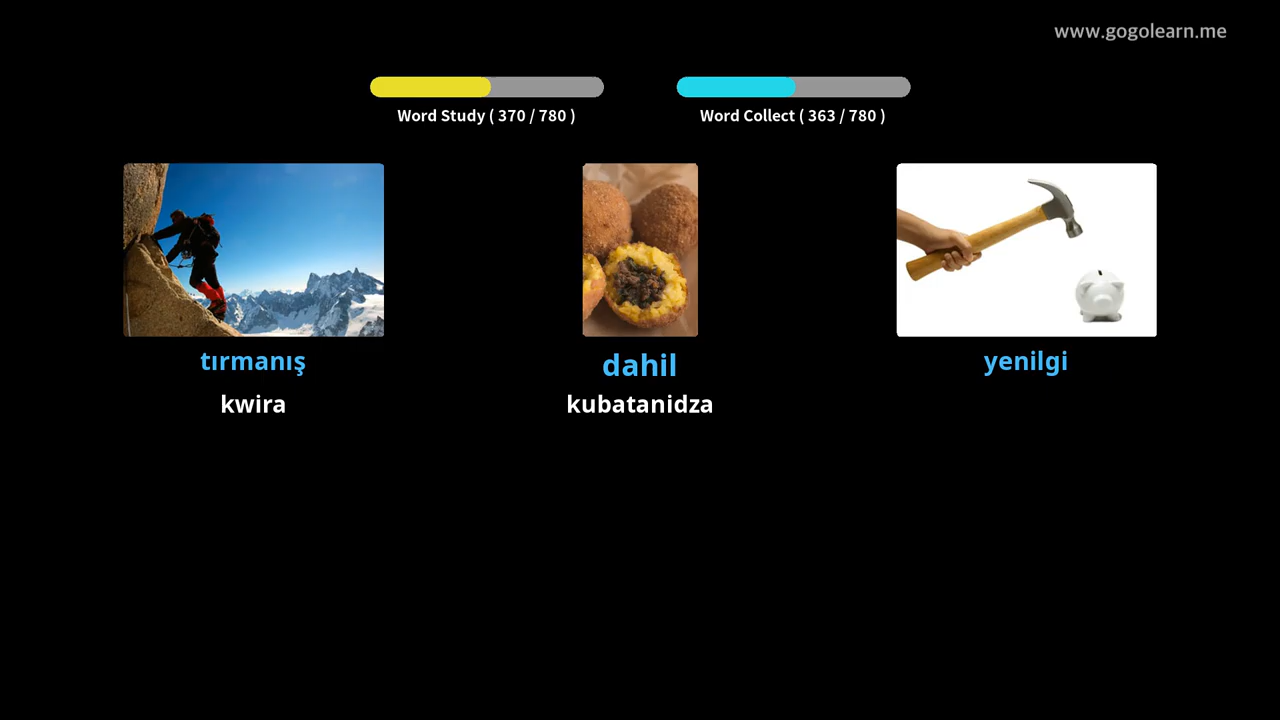 www.gogolearn.me
Word Study ( 370 / 780 )
Word Collect ( 363 / 780 )
tırmanış
dahil
yenilgi
kwira
kubatanidza